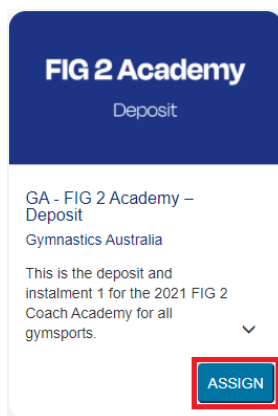 FIG 2 Academy
Deposit
GA - FIG 2 Academy –
Deposit
Gymnastics Australia
This is the deposit and
instalment 1 for the 2021 FIG 2
Coach Academy for all
gymsports.
ASSIGN